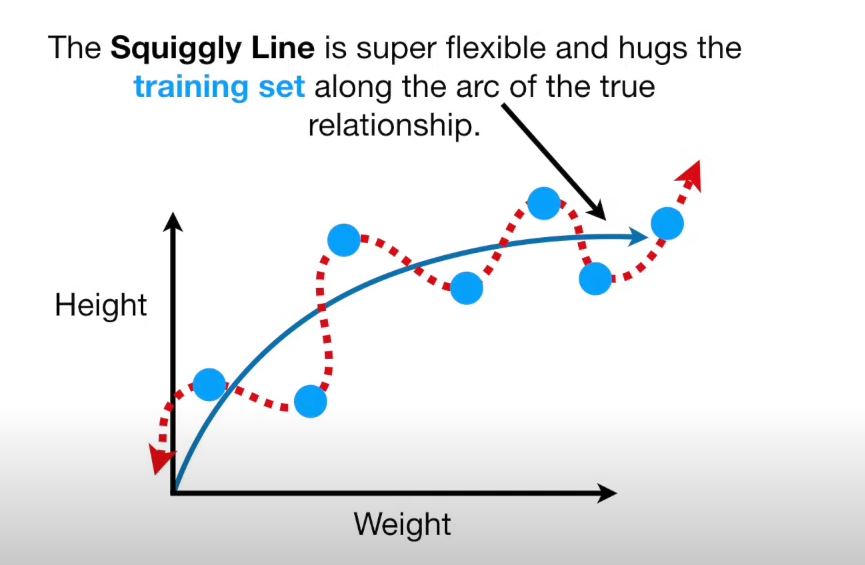 The Squiggly Line is super flexible and hugs the
training set along the arc of the true
relationship.
Height
Weight